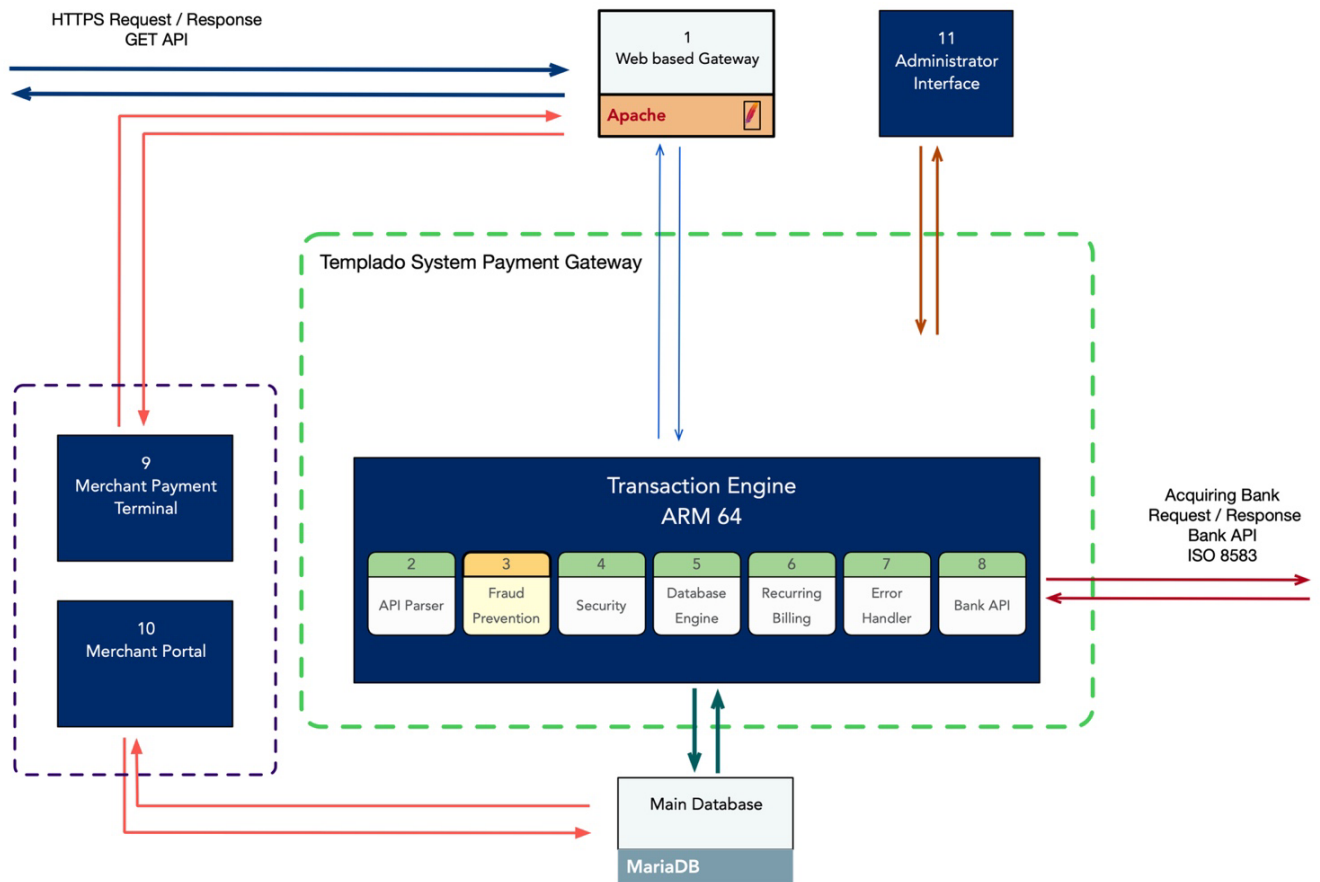 HTTPS Request / Response
GET API
1
Web based Gateway
Apache
11
Administrator
Interface
Templado System Payment Gateway
9
Merchant Payment
Terminal
10
Merchant Portal
Transaction Engine
ARM 64
2
API Parser
3
Fraud
Prevention
4
Security
5
Database
Engine
6
Recurring
Billing
7
Error
Handler
8
Bank API
Acquiring Bank
Request / Response
Bank API
ISO 8583
Main Database
MariaDB